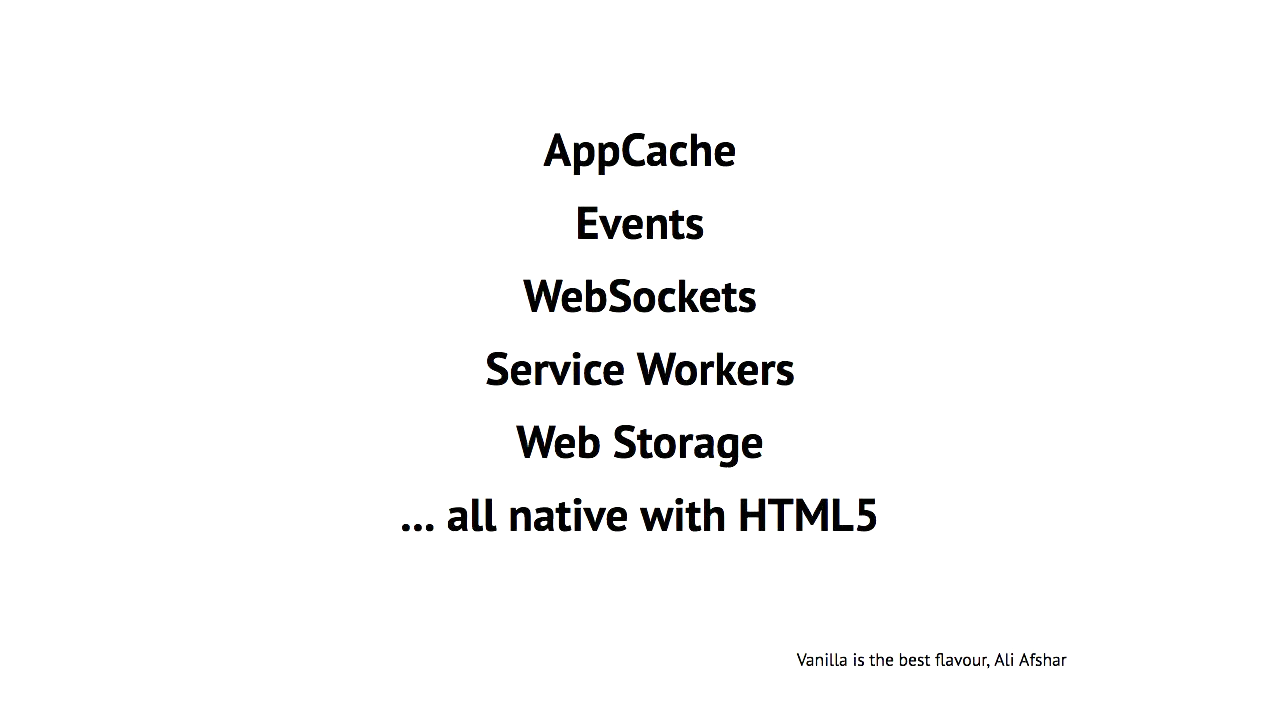 AppCache
Events
WebSockets
Service Workers
Web Storage
... all native with HTML5
Vanilla is the best flavour, Ali Afshar